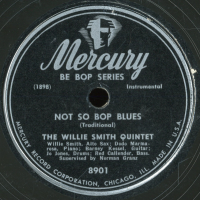 Mercury
BE BOP SERIES
(1898)
Instrumental
NOT SO BOP BLUES
(Traditional)
THE WILLIE SMITH QUINTET
Willie Smith, Alto Sax; Dodo Marma-
rosa, Piano; Barney Kessel, Guitar;
Jo Jones, Drums; Red Callender, Bass.
Supervised by Norman Granz
8901
MERCURY RECORD CORPORATION, CHICAGO, ILL. MADE IN U.S.A.